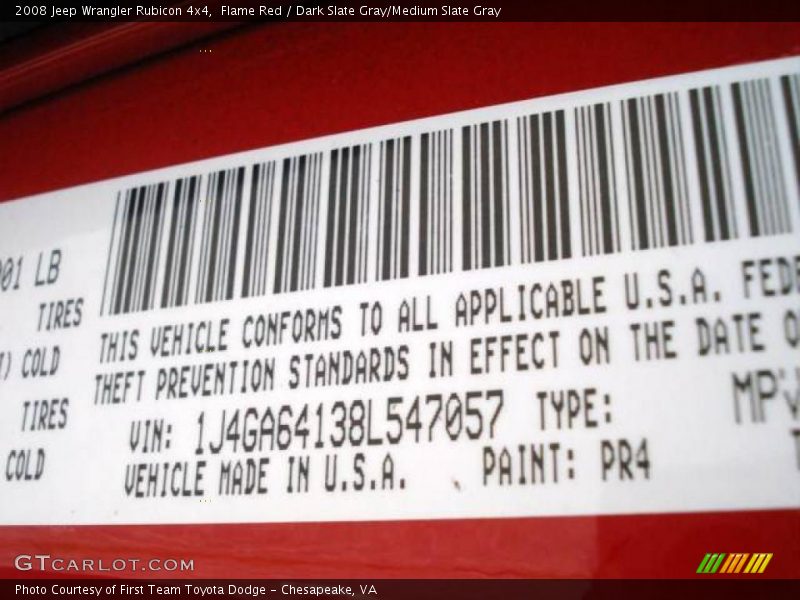 2008 Jeep Wrangler Rubicon 4x4, Flame Red / Dark Slate Gray/Medium Slate Gray
01 LB
TIRES
COLD
TIRES
COLD
THIS VEHICLE CONFORMS TO ALL APPLICABLE U.S.A.
THEFT PREVENTION STANDARDS IN EFFECT ON THE DATE
VIN: 1J4GA64138L547057 TYPE:
VEHICLE MADE IN U.S.A. PAINT: PR4
GTCARLOT.COM
Photo Courtesy of First Team Toyota Dodge - Chesapeake, VA